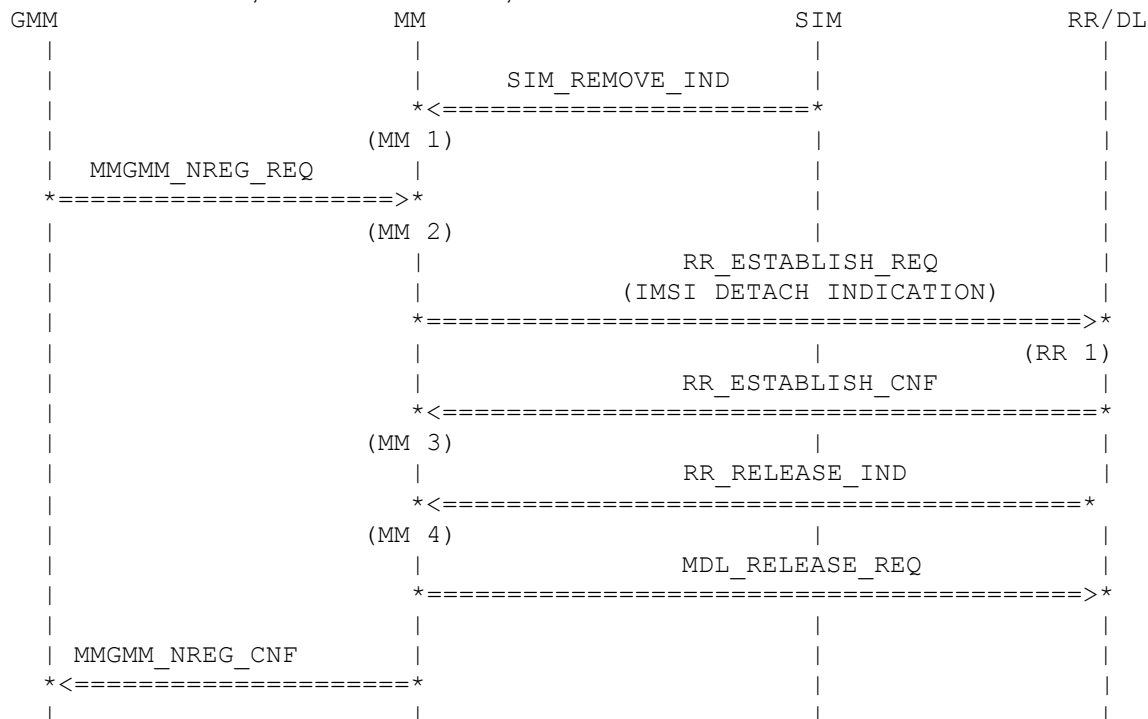 GMM MM SIM RR/DL
| | | |
| | SIM_REMOVE_IND | |
| *<=======================* |
| (MM 1) | |
| MMGMM_NREG_REQ | | |
*=====================>* | |
| (MM 2) | |
| | RR_ESTABLISH_REQ |
| | (IMSI DETACH INDICATION) |
| *=========================================>*
| | | (RR 1)
| | RR_ESTABLISH_CNF |
| *<=========================================*
| (MM 3) | |
| | RR_RELEASE_IND |
| *<========================================*
| (MM 4) | |
| | MDL_RELEASE_REQ |
| *=========================================>*
| | | |
| MMGMM_NREG_CNF | | |
*<=====================* | |
| | | |